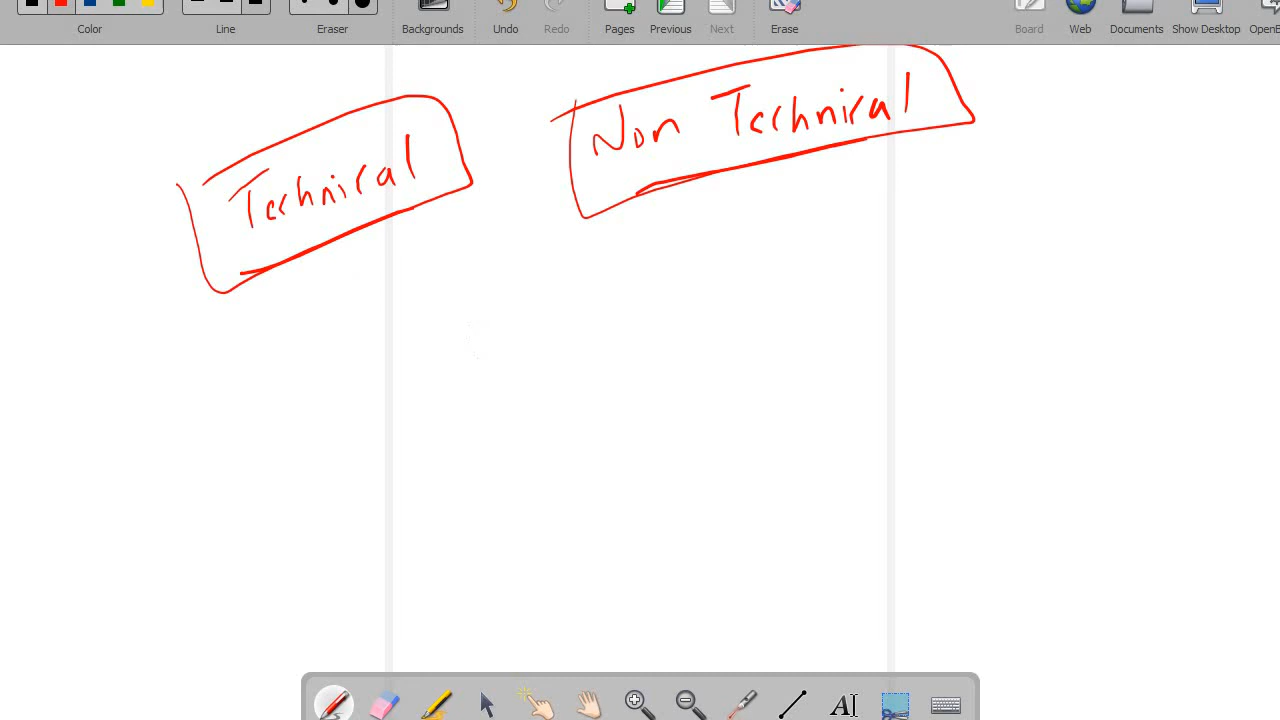 Color
Line
Eraser
Backgrounds
Undo
Redo
Pages
Previous
Next
Erase
Board
Web
Documents
Show Desktop
Technical
Non Technical
A